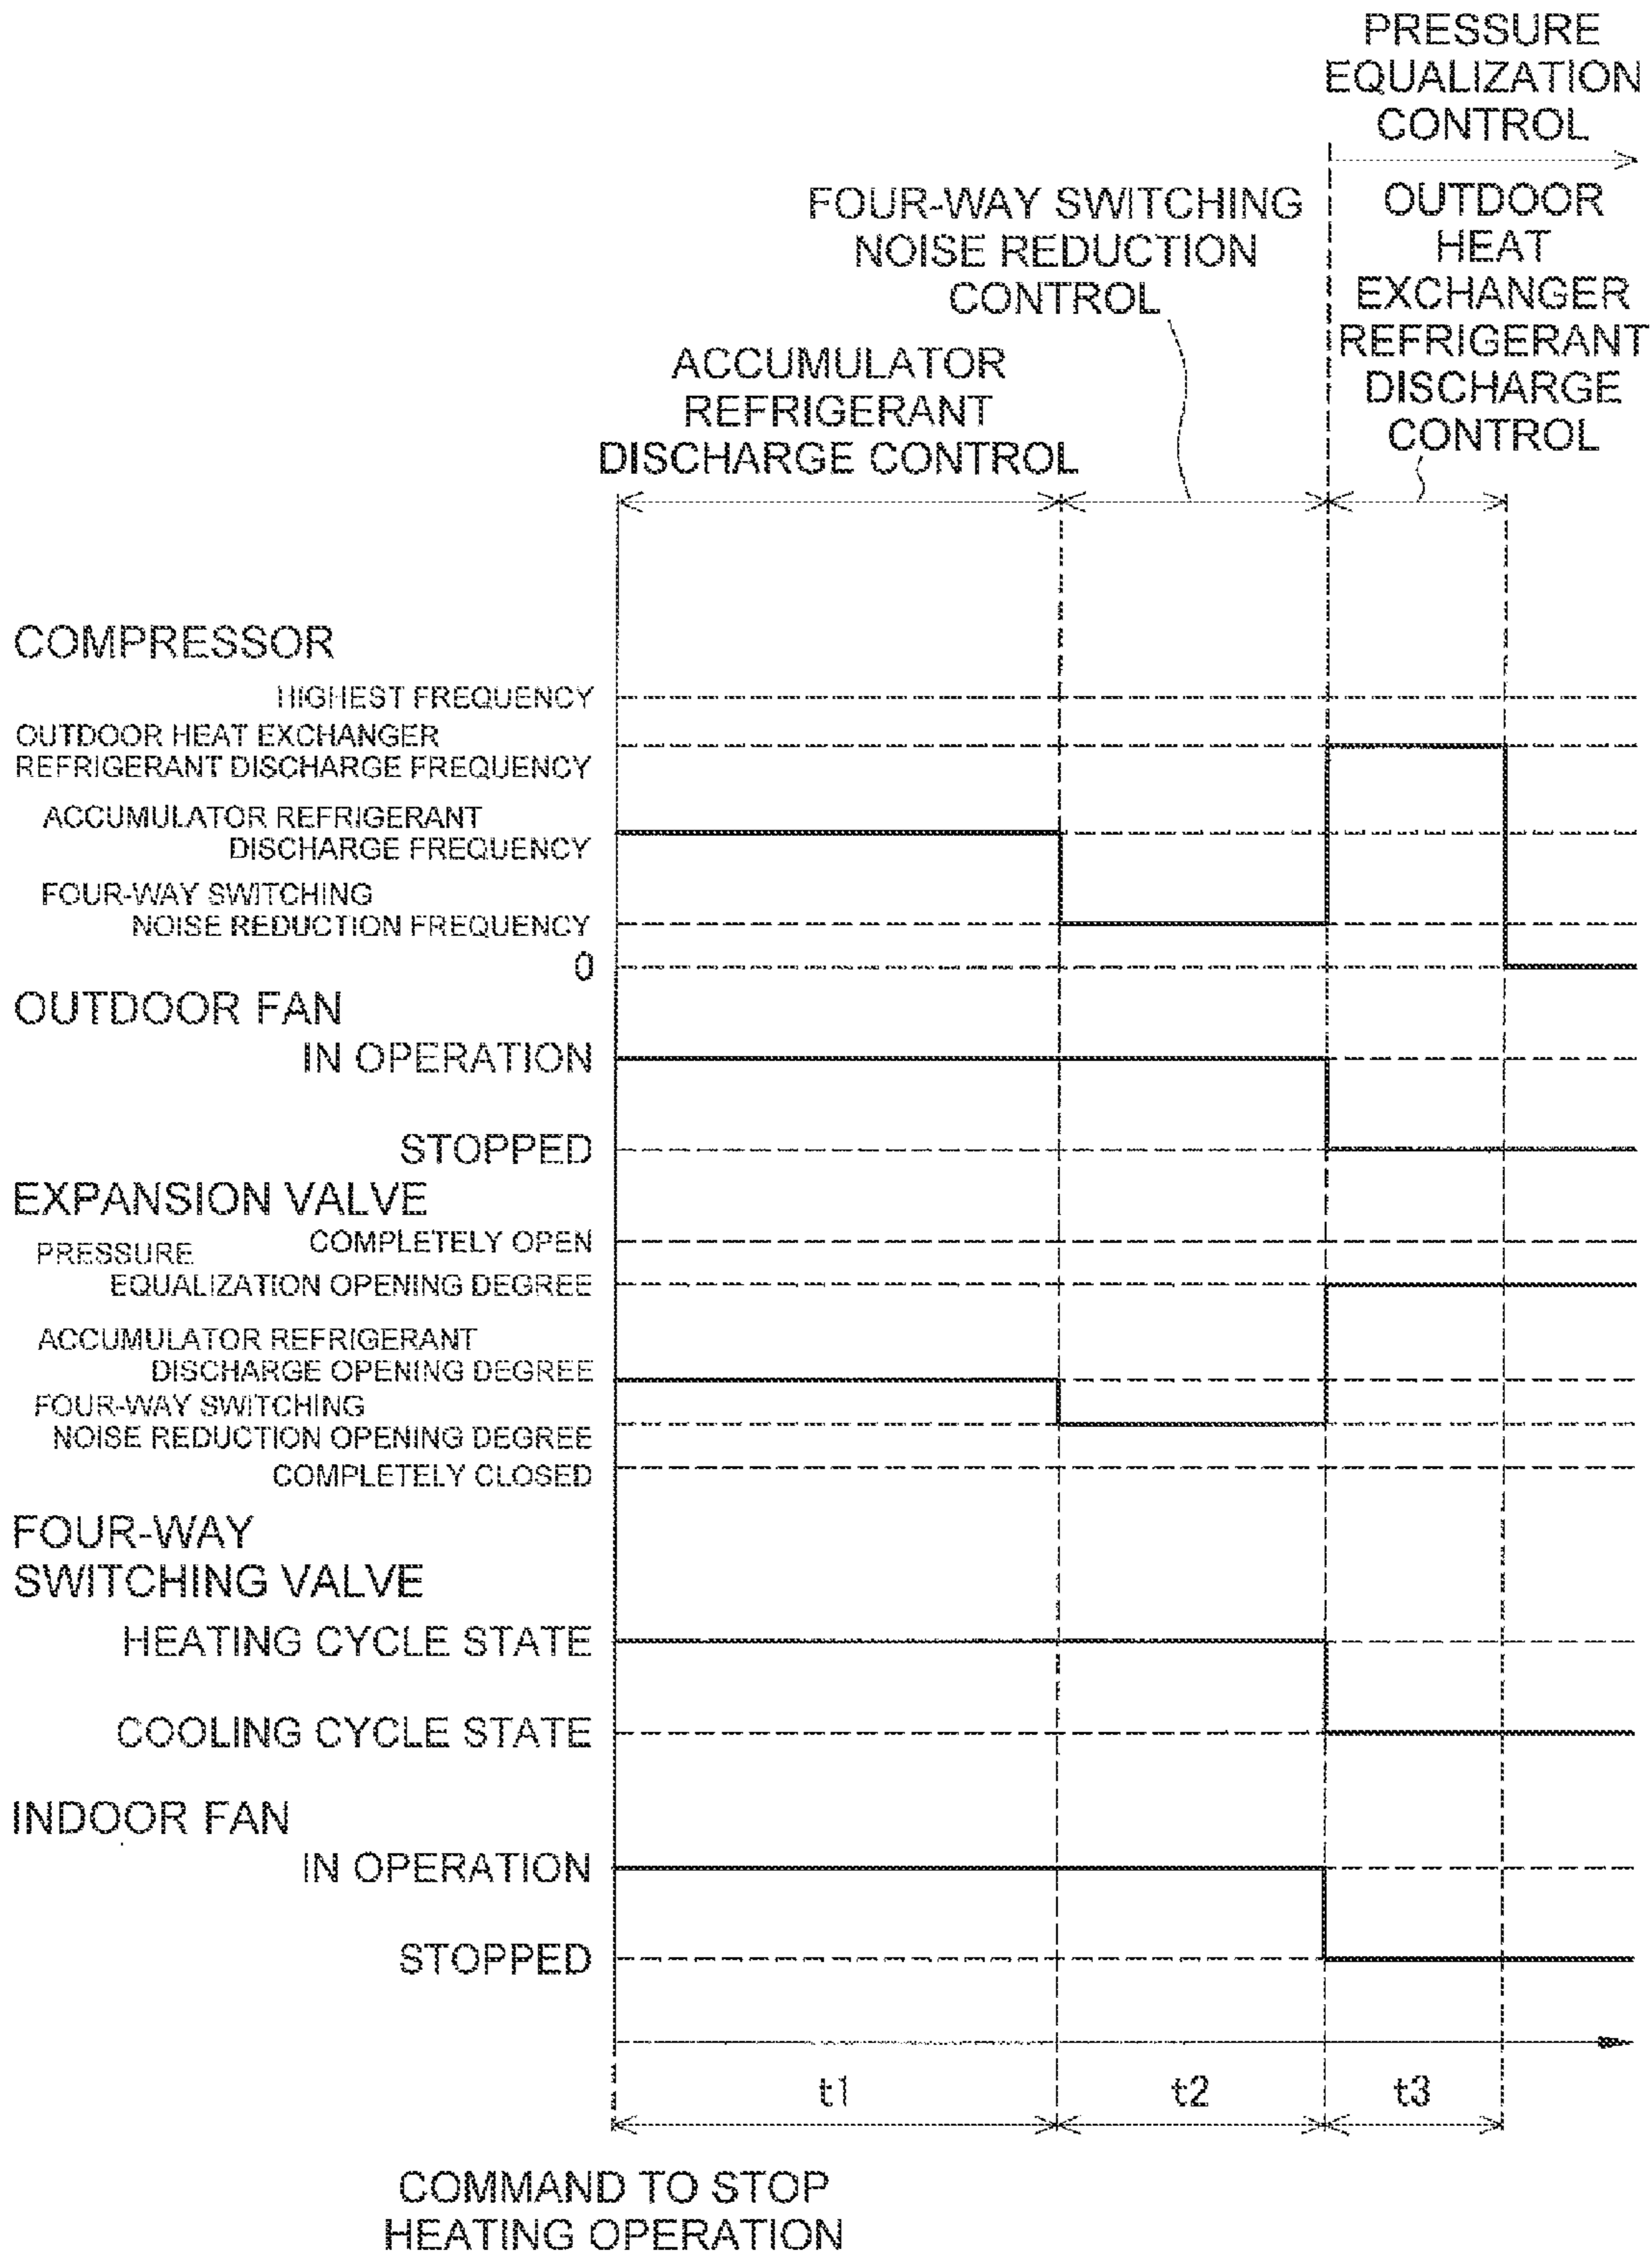 PRESSURE
EQUALIZATION
CONTROL
FOUR-WAY SWITCHING
NOISE REDUCTION
CONTROL
OUTDOOR
HEAT
EXCHANGER
REFRIGERANT
DISCHARGE
CONTROL
ACCUMULATOR
REFRIGERANT
DISCHARGE CONTROL
COMPRESSOR
HIGHEST FREQUENCY
OUTDOOR HEAT EXCHANGER
REFRIGERANT DISCHARGE FREQUENCY
ACCUMULATOR REFRIGERANT
DISCHARGE FREQUENCY
FOUR-WAY SWITCHING
NOISE REDUCTION FREQUENCY
0
OUTDOOR FAN
IN OPERATION
STOPPED
EXPANSION VALVE
COMPLETELY OPEN
PRESSURE
EQUALIZATION OPENING DEGREE
ACCUMULATOR REFRIGERANT
DISCHARGE OPENING DEGREE
FOUR-WAY SWITCHING
NOISE REDUCTION OPENING DEGREE
COMPLETELY CLOSED
FOUR-WAY
SWITCHING VALVE
HEATING CYCLE STATE
COOLING CYCLE STATE
INDOOR FAN
IN OPERATION
STOPPED
t1 t2 t3
COMMAND TO STOP
HEATING OPERATION